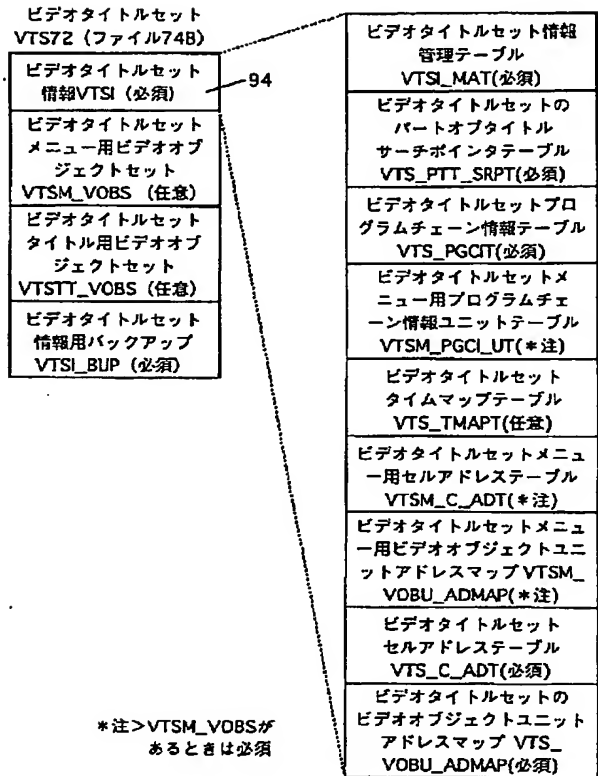 ビデオタイトルセット
VTS72（ファイル74B）
ビデオタイトルセット
情報VTSI（必須）
94
ビデオタイトルセット
メニュー用ビデオオブ
ジェクトセット
VTSM_VOBS（任意）
ビデオタイトルセット
タイトル用ビデオオブ
ジェクトセット
VTSTT_VOBS（任意）
ビデオタイトルセット
情報用バックアップ
VTSI_BUP（必須）
ビデオタイトルセット情報
管理テーブル
VTSI_MAT(必須)
ビデオタイトルセットの
パートオブタイトル
サーチポインタテーブル
VTS_PTT_SRPT(必須)
ビデオタイトルセットプロ
グラムチェーン情報テーブル
VTS_PGCIT(必須)
ビデオタイトルセットメ
ニュー用プログラムチェ
ーン情報ユニットテーブル
VTSM_PGCI_UT(*注)
ビデオタイトルセット
タイムマップテーブル
VTS_TMAPT(任意)
ビデオタイトルセットメニュ
ー用セルアドレステーブル
VTSM_C_ADT(*注)
ビデオタイトルセットメニュ
ー用ビデオオブジェクトユニ
ットアドレスマップ VTSM_
VOBU_ADMAP(*注)
ビデオタイトルセット
セルアドレステーブル
VTS_C_ADT(必須)
ビデオタイトルセットの
ビデオオブジェクトユニット
アドレスマップ VTS_
VOBU_ADMAP(必須)
*注>VTSM_VOBSが
あるときは必須